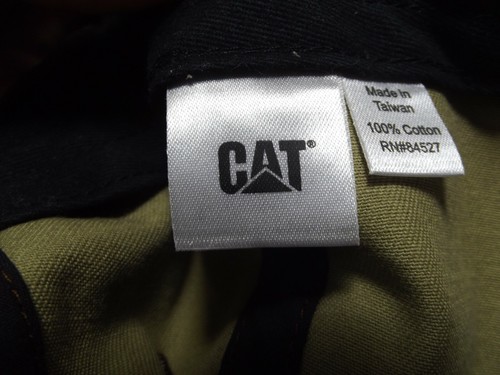 CAT®
Made In
Taiwan
100% Cotton
RN#84527